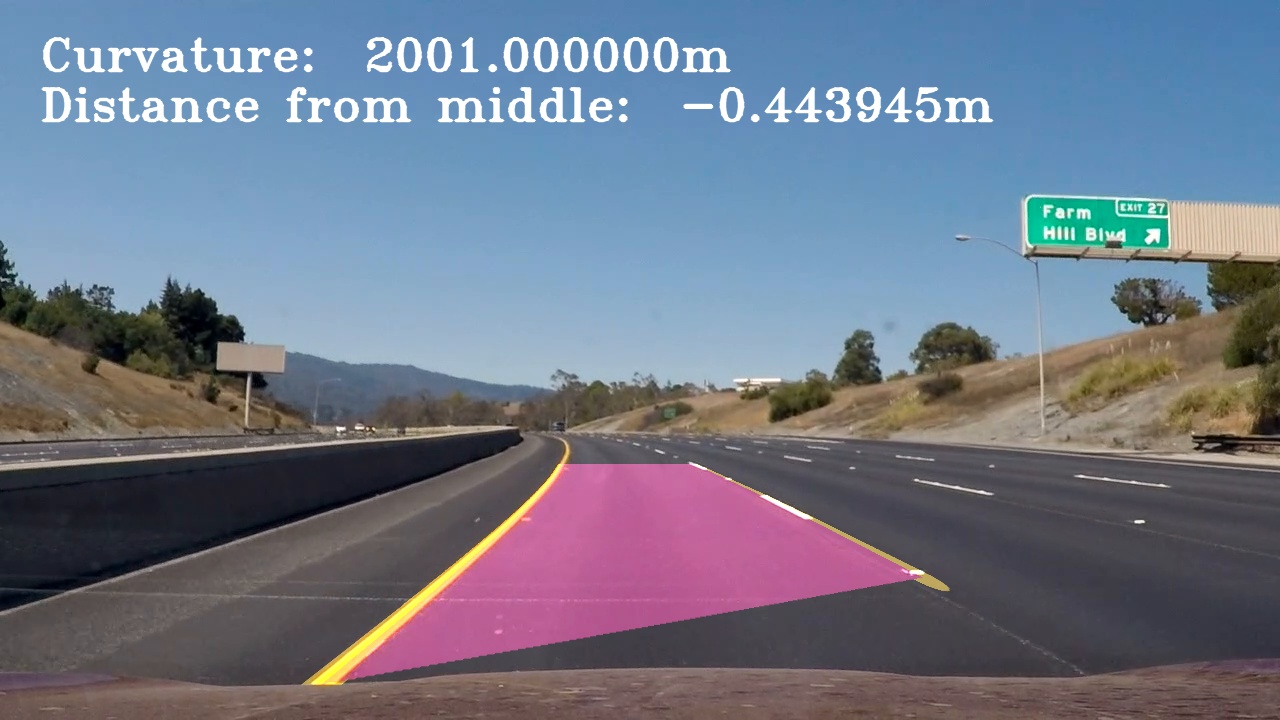 Curvature: 2001.000000m
Distance from middle: -0.443945m
EXIT 27
Farm
Hill Blvd